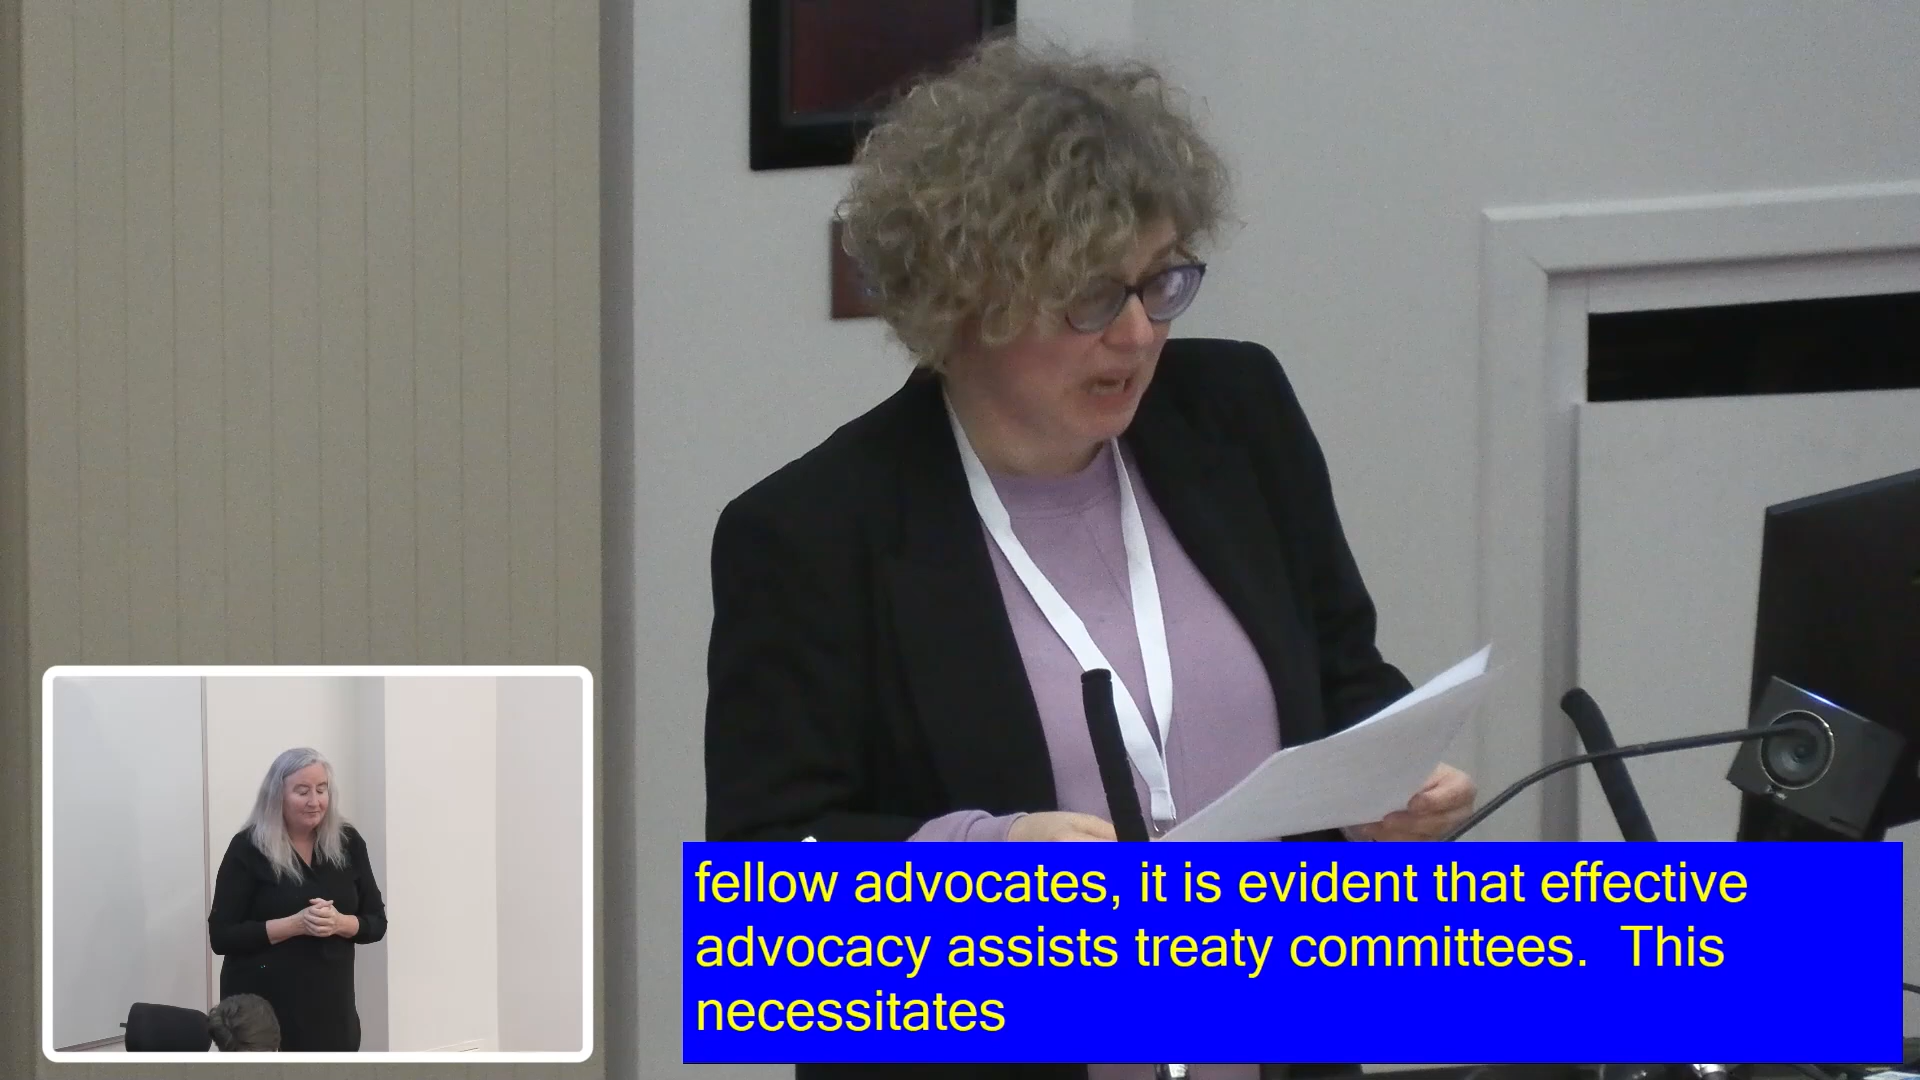 fellow advocates, it is evident that effective
advocacy assists treaty committees.  This
necessitates